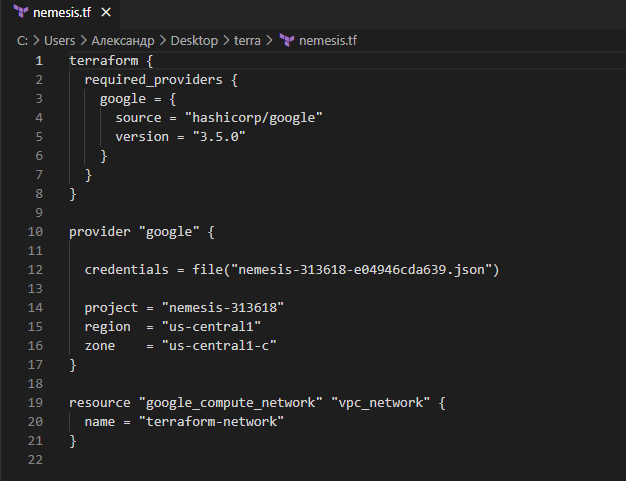 nemesis.tf
C: > Users > Александр > Desktop > terra > nemesis.tf
1 terraform {
2   required_providers {
3     google = {
4       source = "hashicorp/google"
5       version = "3.5.0"
6     }
7   }
8 }
9
10 provider "google" {
11
12   credentials = file("nemesis-313618-e04946cda639.json")
13
14   project = "nemesis-313618"
15   region  = "us-central1"
16   zone    = "us-central1-c"
17 }
18
19 resource "google_compute_network" "vpc_network" {
20   name = "terraform-network"
21 }
22